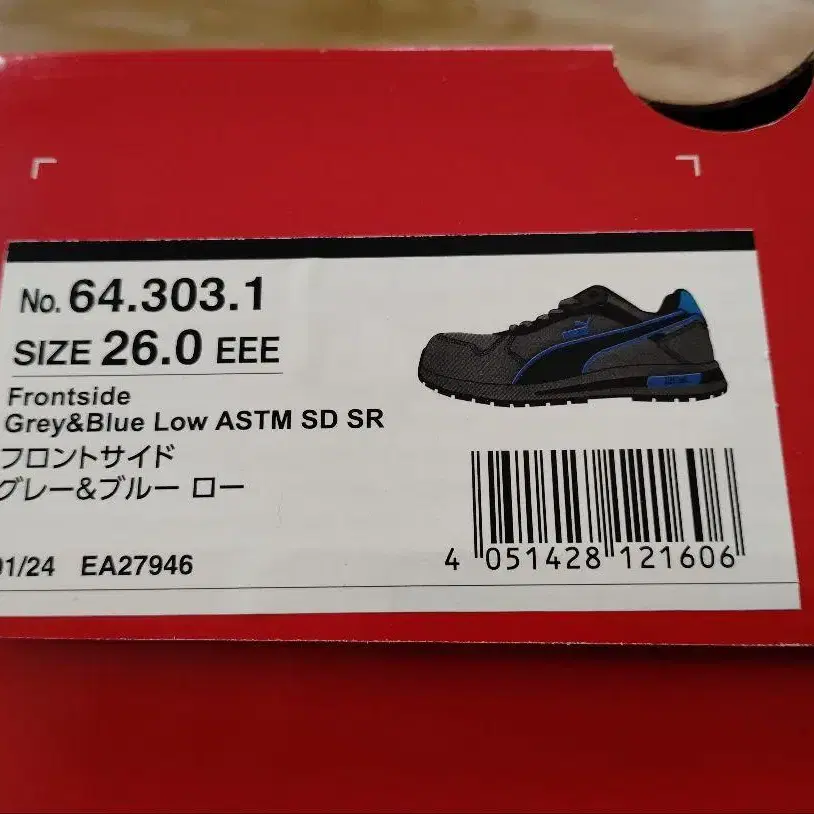 No. 64.303.1
SIZE 26.0 EEE
Frontside
Grey&Blue Low ASTM SD SR
フロントサイド
グレー&ブルー ロー
01/24 EA27946
4 051428 121606